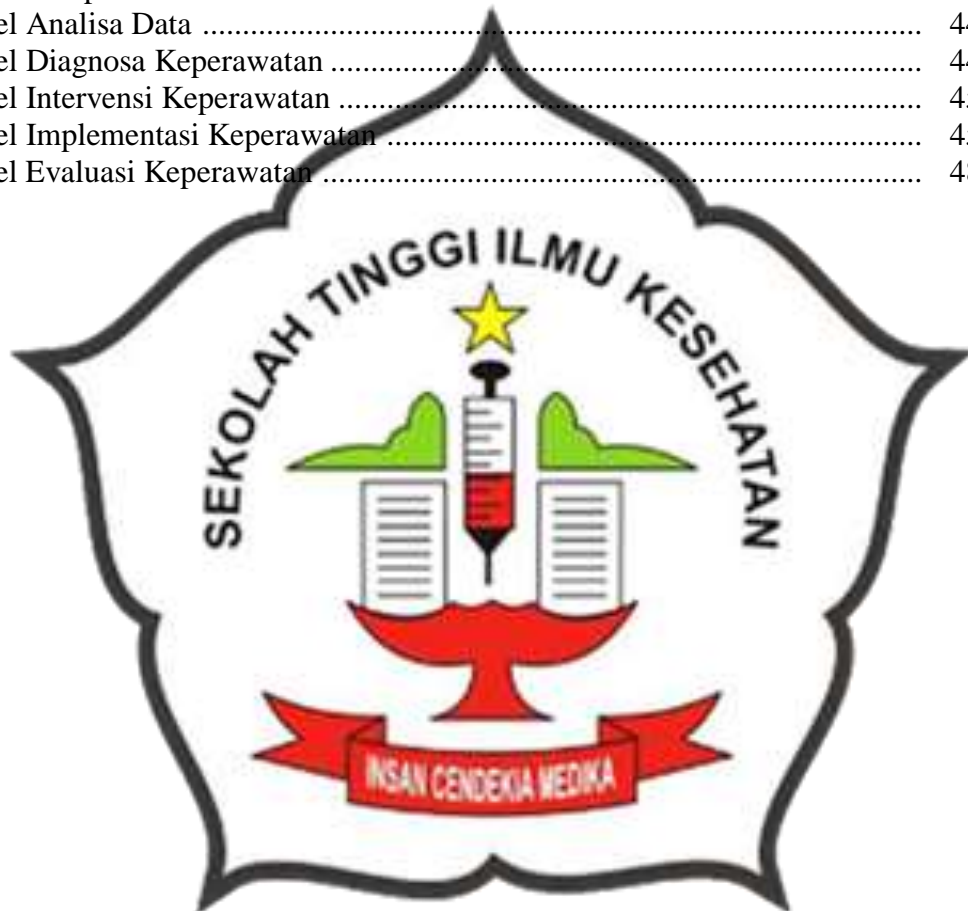 el Analisa Data ........................................................................ 44
el Diagnosa Keperawatan ........................................................... 44
el Intervensi Keperawatan ..........................................................
el Implementasi Keperawatan .....................................................
el Evaluasi Keperawatan ............................................................
SEKOLAH TINGGI ILMU KESEHATAN
INSAN CENDEKIA MEDIKA